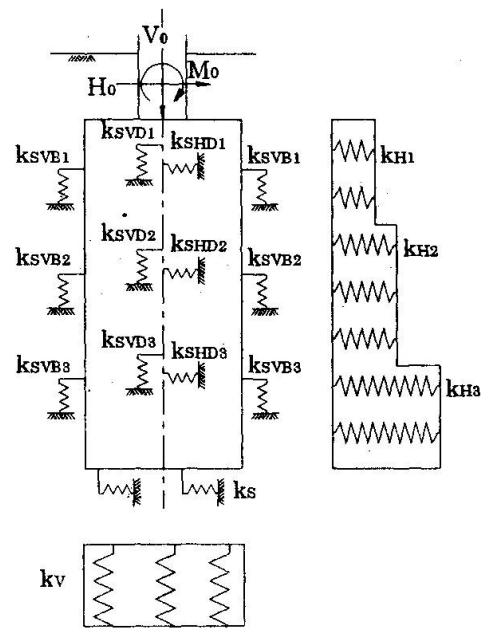 V0
M0
H0
kSVD1
kSHD1
kSVB1
kSVB1
kH1
kSVD2
kSHD2
kSVB2
kSVB2
kH2
kSVD3
kSHD3
kSVB3
kSVB3
kH3
kS
kV